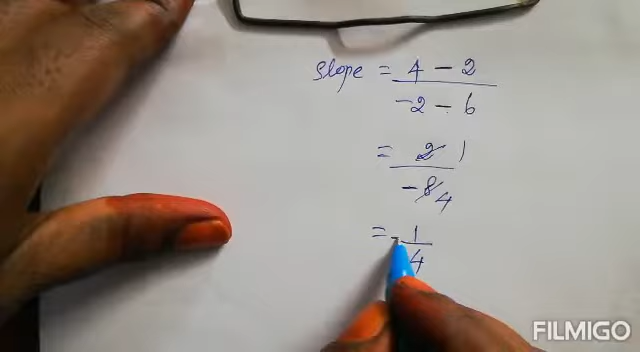 slope = 4 - 2
-2 - 6
= 2 1
-8 4
= - 1
4
FILMIGO